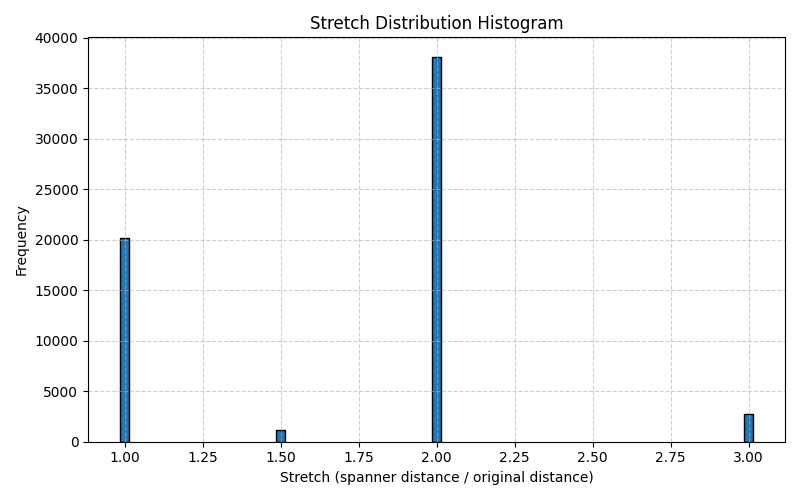 Stretch Distribution Histogram
40000
35000
30000
25000
20000
15000
10000
5000
0
Frequency
1.00 1.25 1.50 1.75 2.00 2.25 2.50 2.75 3.00
Stretch (spanner distance / original distance)